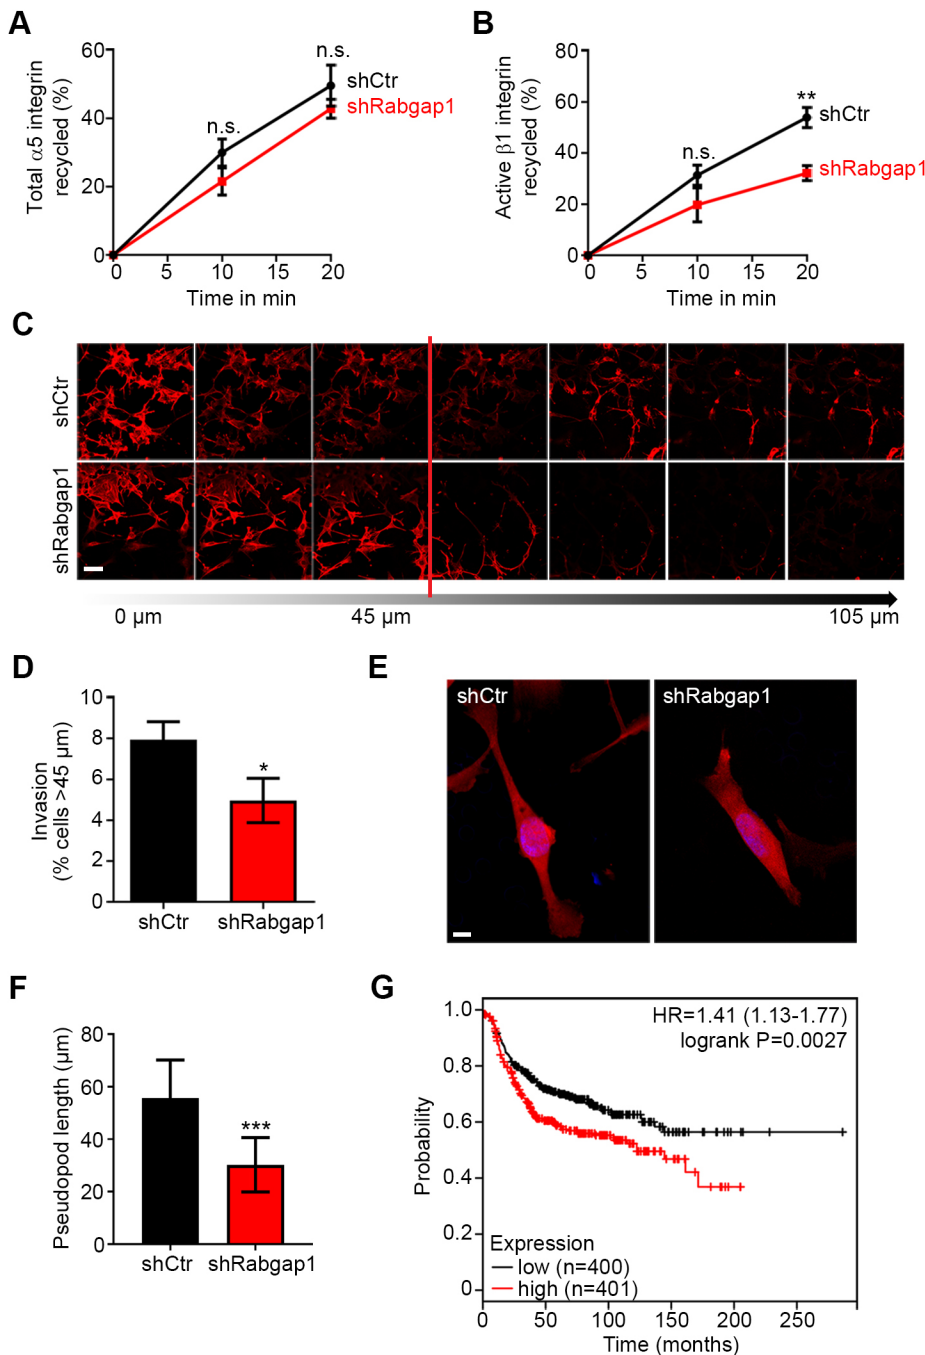 A
Total α5 integrin
recycled (%)
60
40
20
0
n.s.
n.s.
shCtr
shRabgap1
0 5 10 15 20
Time in min
B
Active β1 integrin
recycled (%)
80
60
40
20
0
n.s.
**
shCtr
shRabgap1
0 5 10 15 20
Time in min
C
shCtr
shRabgap1
0 µm 45 µm 105 µm
D
Invasion
(% cells >45 µm)
10
8
6
4
2
0
*
shCtr shRabgap1
E
shCtr shRabgap1
F
Pseudopod length (µm)
80
60
40
20
0
***
shCtr shRabgap1
G
Probability
1.0
0.8
0.6
0.4
0.2
0
HR=1.41 (1.13-1.77)
logrank P=0.0027
Expression
low (n=400)
high (n=401)
0 50 100 150 200 250
Time (months)